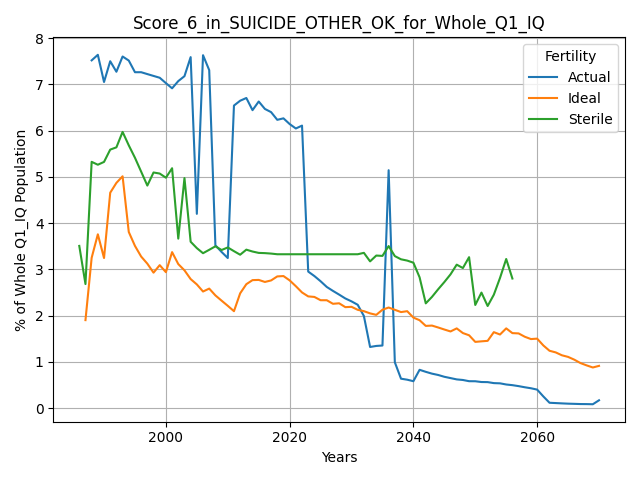 Score_6_in_SUICIDE_OTHER_OK_for_Whole_Q1_IQ
% of Whole Q1_IQ Population
8
7
6
5
4
3
2
1
0
Fertility
Actual
Ideal
Sterile
2000
2020
2040
2060
Years